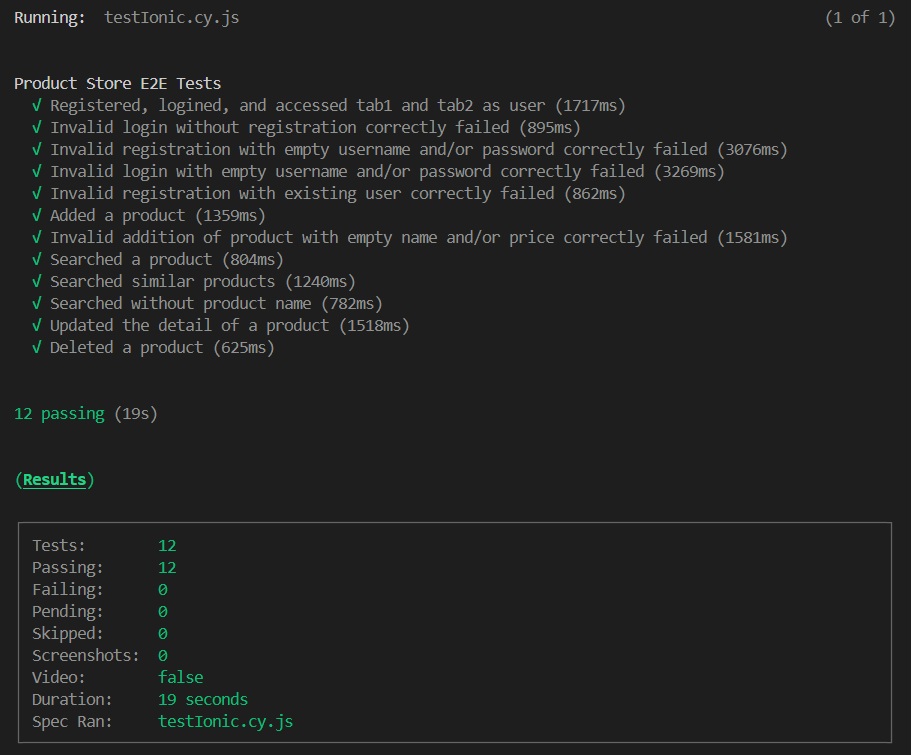 Running: testIonic.cy.js (1 of 1)
Product Store E2E Tests
√ Registered, logined, and accessed tab1 and tab2 as user (1717ms)
√ Invalid login without registration correctly failed (895ms)
√ Invalid registration with empty username and/or password correctly failed (3076ms)
√ Invalid login with empty username and/or password correctly failed (3269ms)
√ Invalid registration with existing user correctly failed (862ms)
√ Added a product (1359ms)
√ Invalid addition of product with empty name and/or price correctly failed (1581ms)
√ Searched a product (804ms)
√ Searched similar products (1240ms)
√ Searched without product name (782ms)
√ Updated the detail of a product (1518ms)
√ Deleted a product (625ms)
12 passing (19s)
(Results)
Tests: 12
Passing: 12
Failing: 0
Pending: 0
Skipped: 0
Screenshots: 0
Video: false
Duration: 19 seconds
Spec Ran: testIonic.cy.js